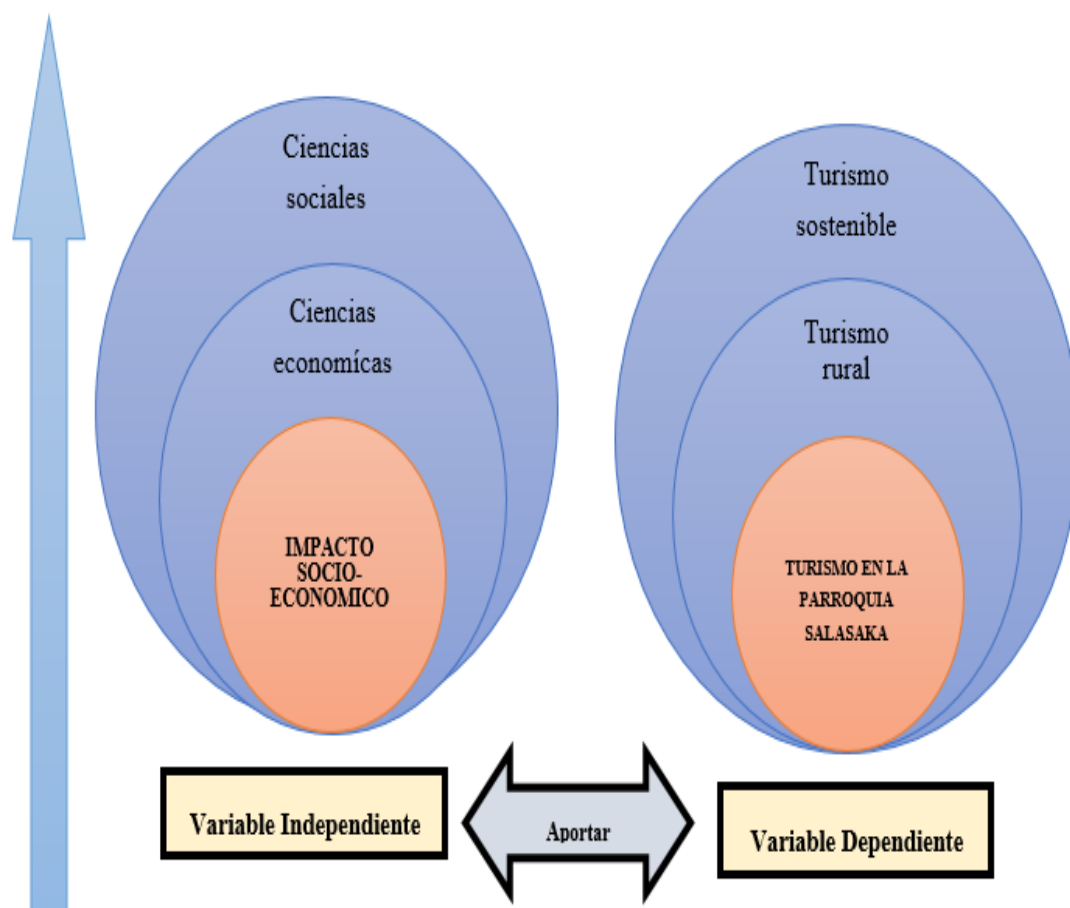 Ciencias
sociales
Ciencias
economícas
IMPACTO
SOCIO-
ECONOMICO
Variable Independiente
Aportar
Turismo
sostenible
Turismo
rural
TURISMO EN LA
PARROQUIA
SALASAKA
Variable Dependiente